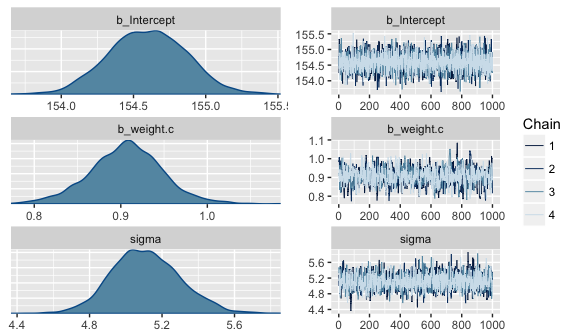 b_Intercept
154.0 154.5 155.0 155.5
b_Intercept
155.5
155.0
154.5
154.0
0 200 400 600 800 1000
b_weight.c
0.8 0.9 1.0
b_weight.c
1.1
1.0
0.9
0.8
0 200 400 600 800 1000
sigma
4.4 4.8 5.2 5.6
sigma
5.6
5.2
4.8
4.4
0 200 400 600 800 1000
Chain
1
2
3
4